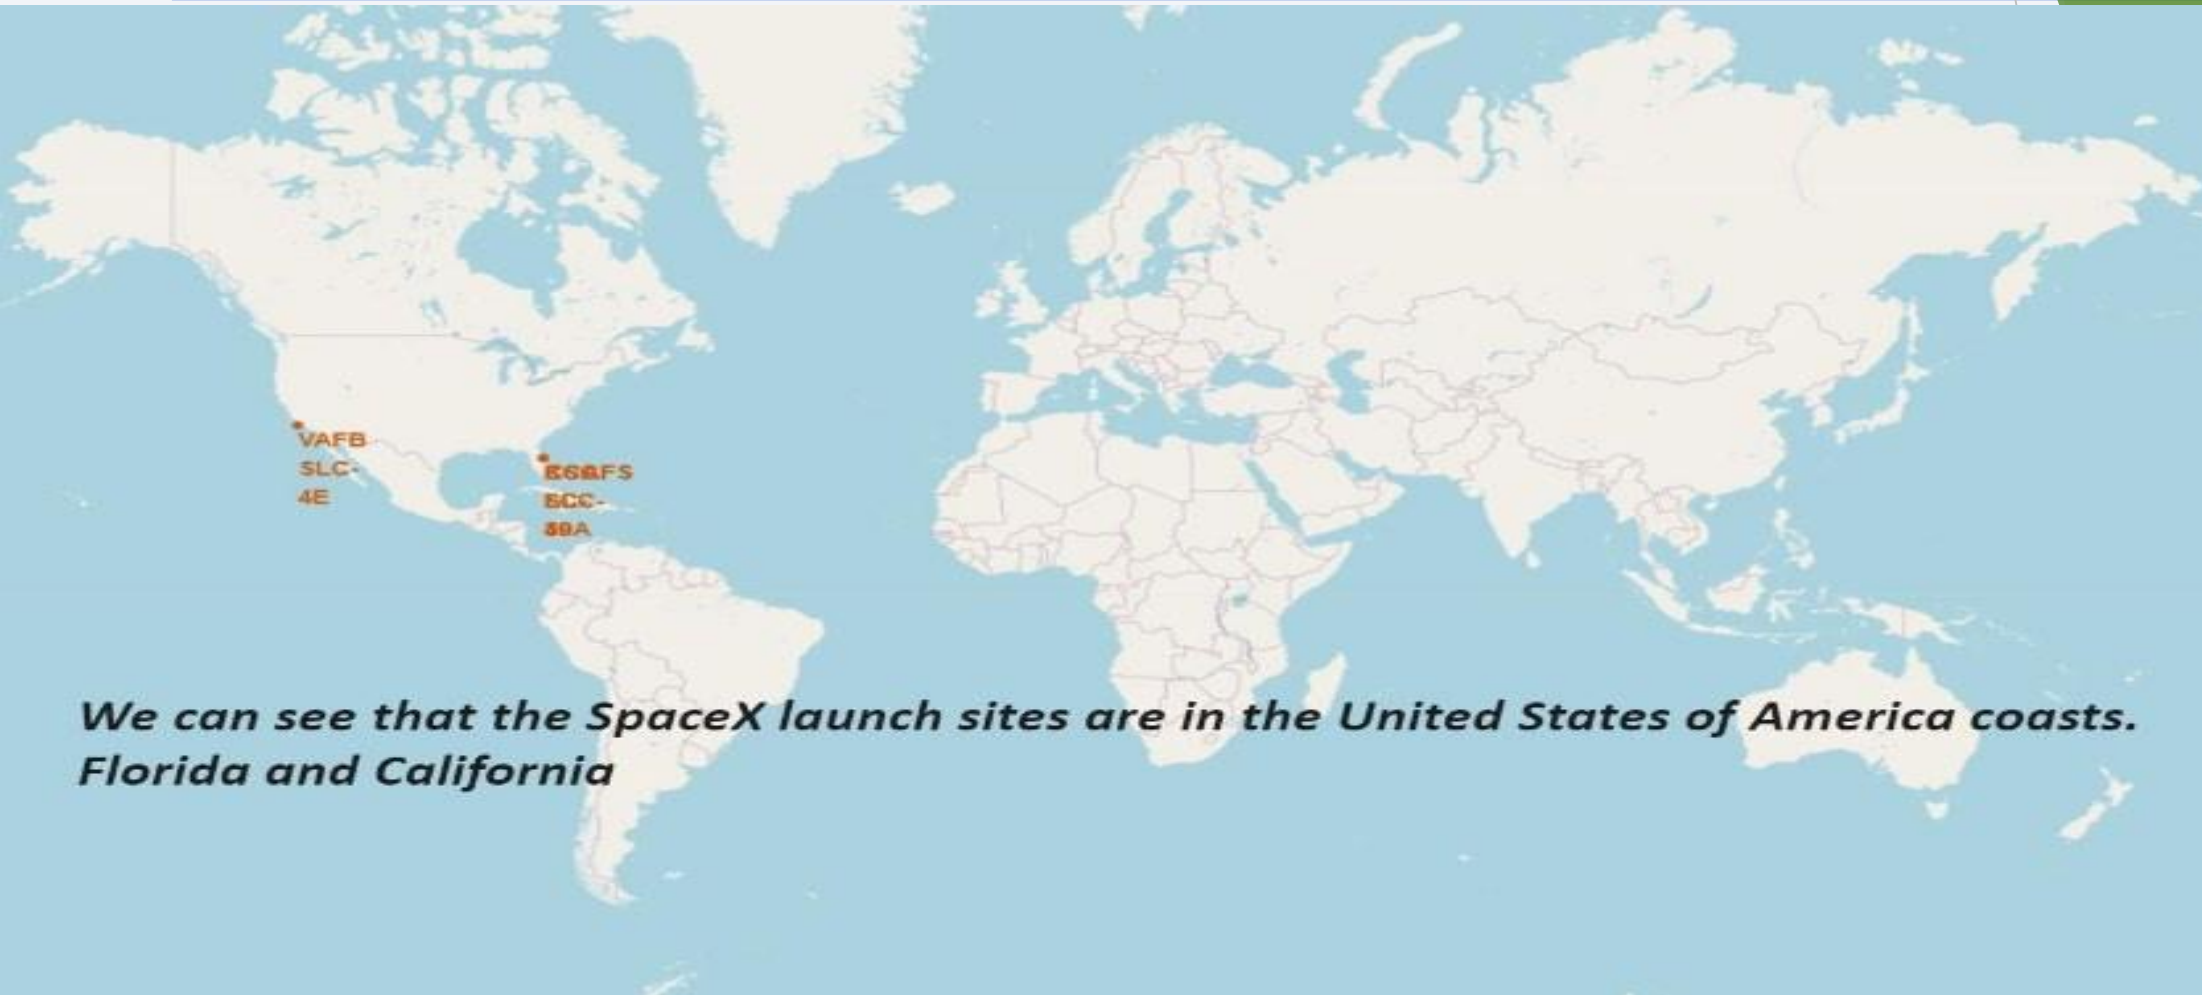 VAFB
SLC-
4E
We can see that the SpaceX launch sites are in the United States of America coasts.
Florida and California